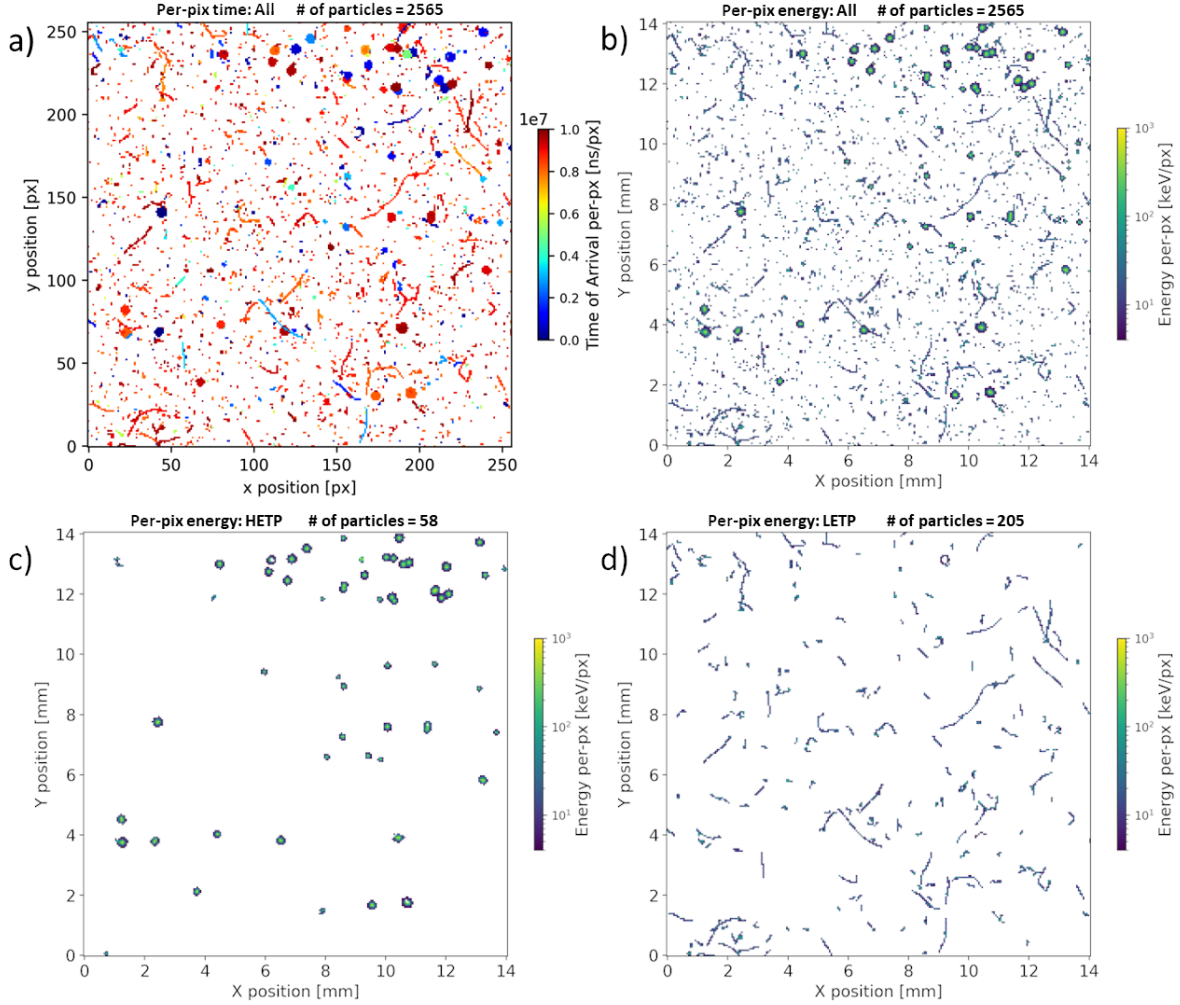 Per-pix time: All # of particles = 2565
a)
250
200
150
100
50
0
0 50 100 150 200 250
x position [px]
y position [px]
1e7
1.0
0.8
0.6
0.4
0.2
0.0
Time of Arrival per-px [ns/px]
Per-pix energy: All # of particles = 2565
b)
14
12
10
8
6
4
2
0
0 2 4 6 8 10 12 14
X position [mm]
Y position [mm]
10³
10²
10¹
Energy per-px [keV/px]
Per-pix energy: HETP # of particles = 58
c)
14
12
10
8
6
4
2
0
0 2 4 6 8 10 12 14
X position [mm]
Y position [mm]
10³
10²
10¹
Energy per-px [keV/px]
Per-pix energy: LETP # of particles = 205
d)
14
12
10
8
6
4
2
0
0 2 4 6 8 10 12 14
X position [mm]
Y position [mm]
10³
10²
10¹
Energy per-px [keV/px]